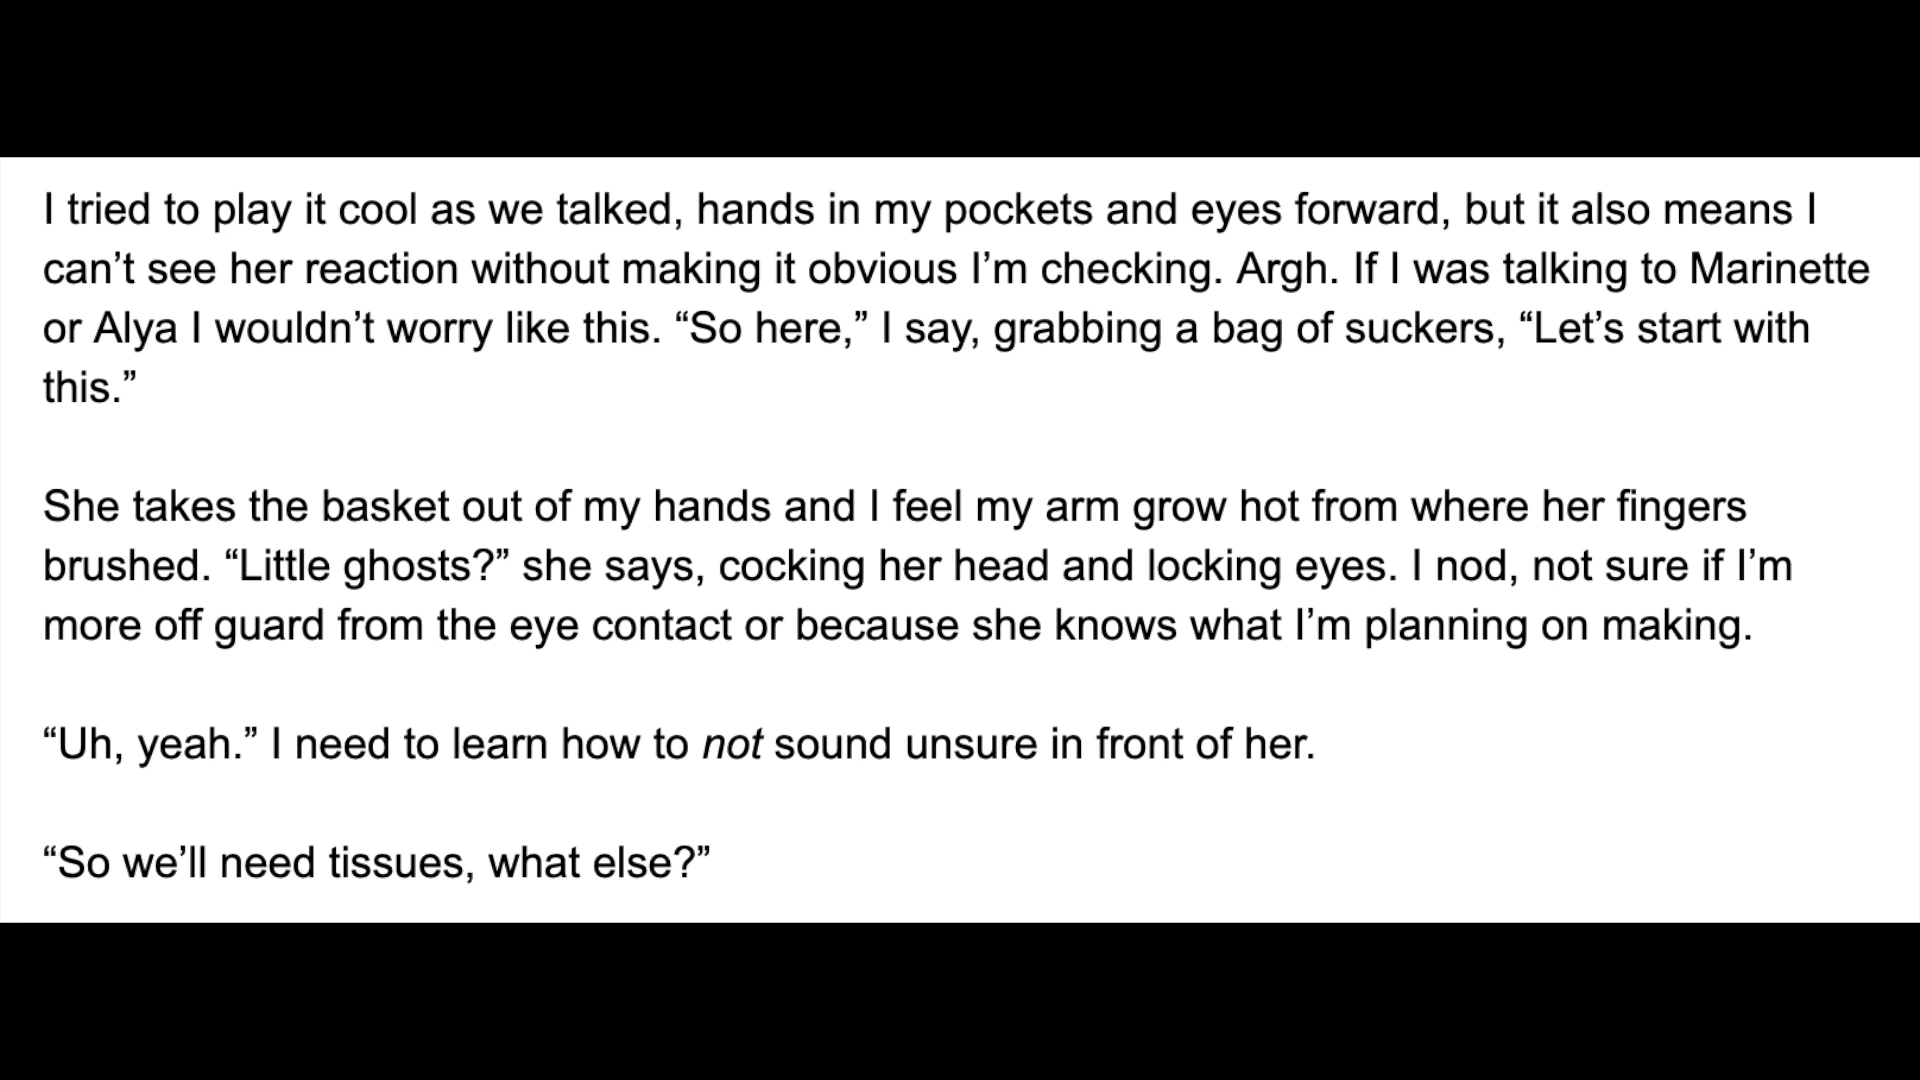 I tried to play it cool as we talked, hands in my pockets and eyes forward, but it also means I
can’t see her reaction without making it obvious I’m checking. Argh. If I was talking to Marinette
or Alya I wouldn’t worry like this. “So here,” I say, grabbing a bag of suckers, “Let’s start with
this.”
She takes the basket out of my hands and I feel my arm grow hot from where her fingers
brushed. “Little ghosts?” she says, cocking her head and locking eyes. I nod, not sure if I’m
more off guard from the eye contact or because she knows what I’m planning on making.
“Uh, yeah.” I need to learn how to not sound unsure in front of her.
“So we’ll need tissues, what else?”